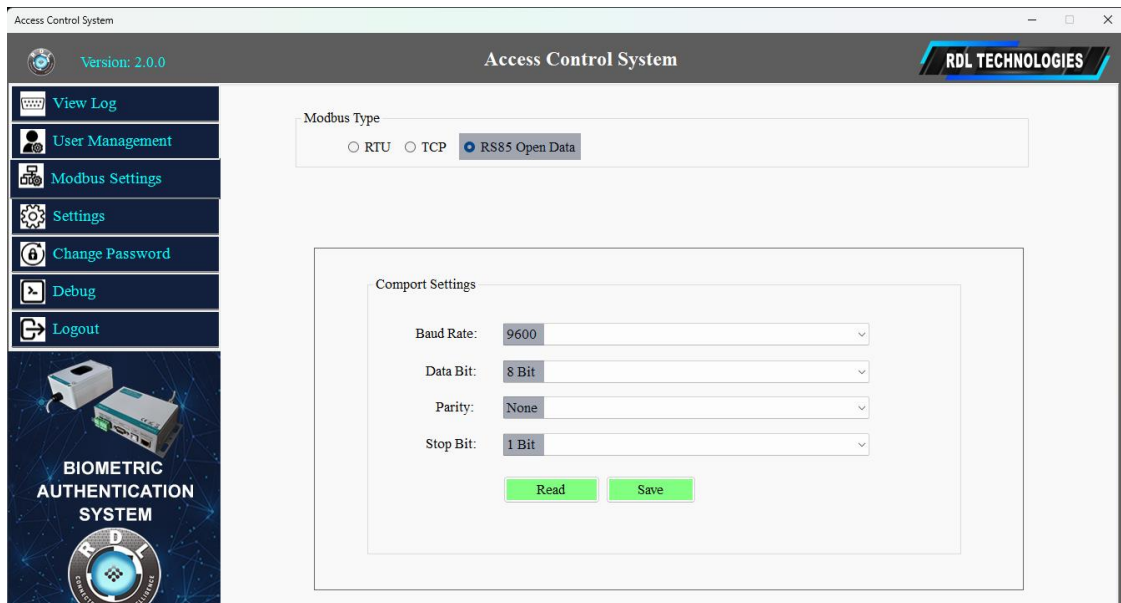 Access Control System
Version: 2.0.0
Access Control System
RDL TECHNOLOGIES
View Log
User Management
Modbus Settings
Settings
Change Password
Debug
Logout
BIOMETRIC
AUTHENTICATION
SYSTEM
RDL
Modbus Type
RTU
TCP
RS85 Open Data
Comport Settings
Baud Rate: 9600
Data Bit: 8 Bit
Parity: None
Stop Bit: 1 Bit
Read
Save